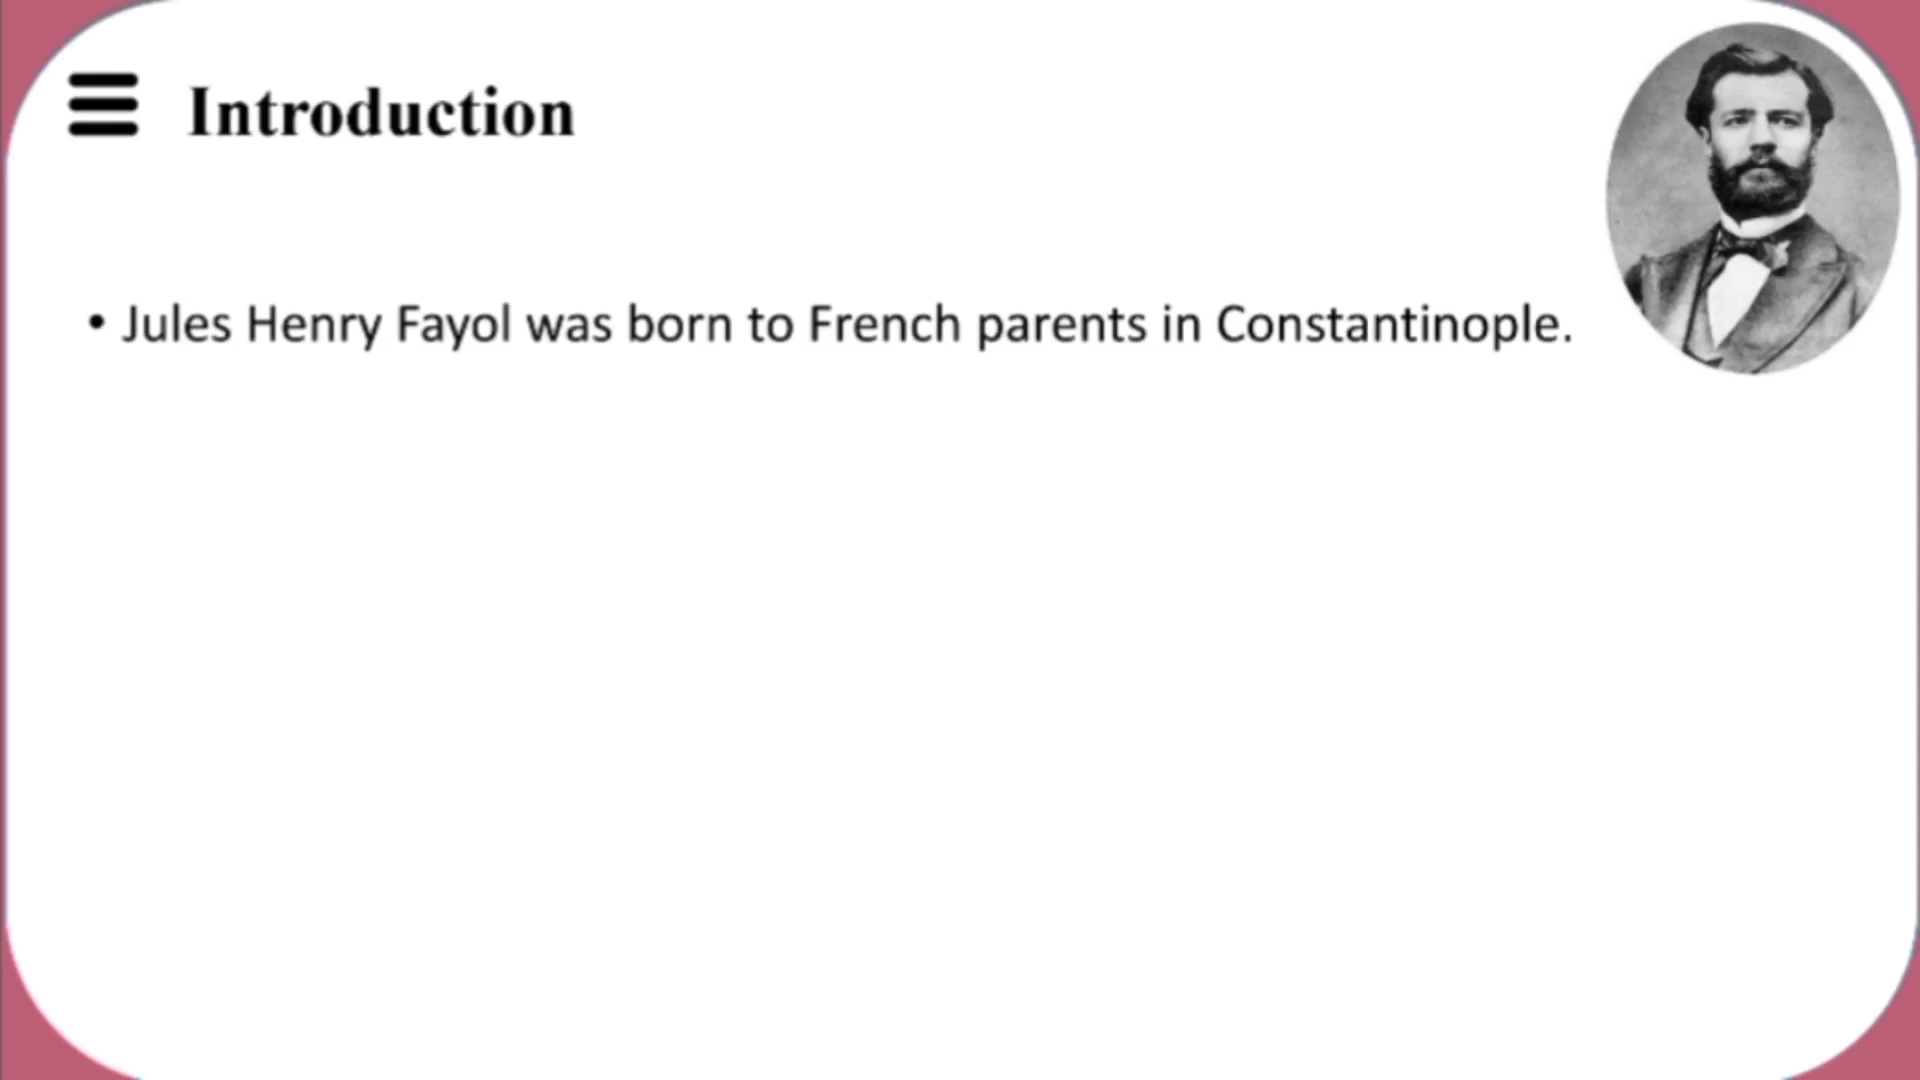 Introduction
• Jules Henry Fayol was born to French parents in Constantinople.